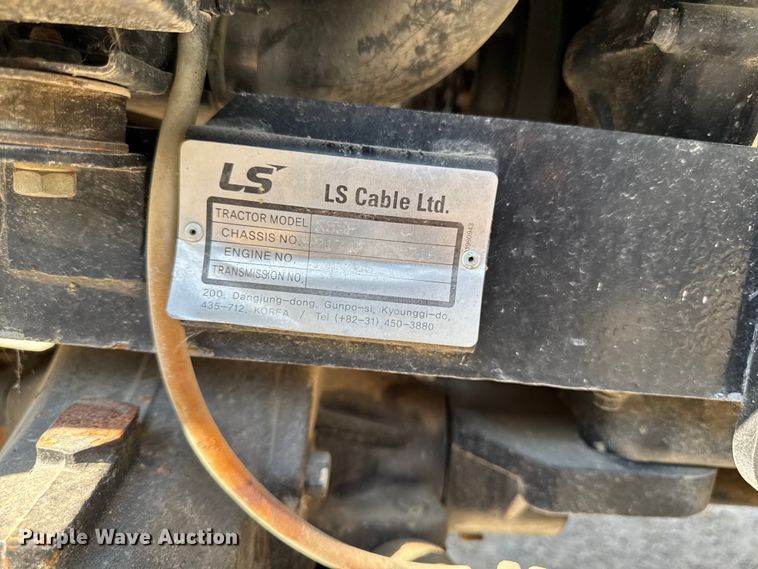 LS
LS Cable Ltd.
TRACTOR MODEL
CHASSIS NO.
ENGINE NO.
TRANSMISSION NO.
200, Dangjung-dong, Gunpo-si, Kyounggi-do,
435-712, KOREA / Tel (+82-31) 450-3880
Purple Wave Auction